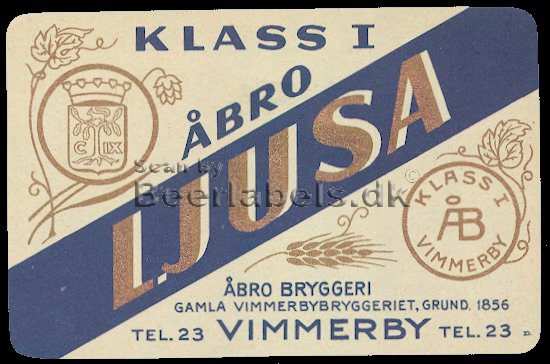 KLASS I
ÅBRO
LJUSA
C IX
Scan by
Beerlabels.dk
©
KLASS I
ÅB
VIMMERBY
ÅBRO BRYGGERI
GAMLA VIMMERBYBRYGGERIET, GRUND. 1856
TEL. 23 VIMMERBY TEL. 23
D.